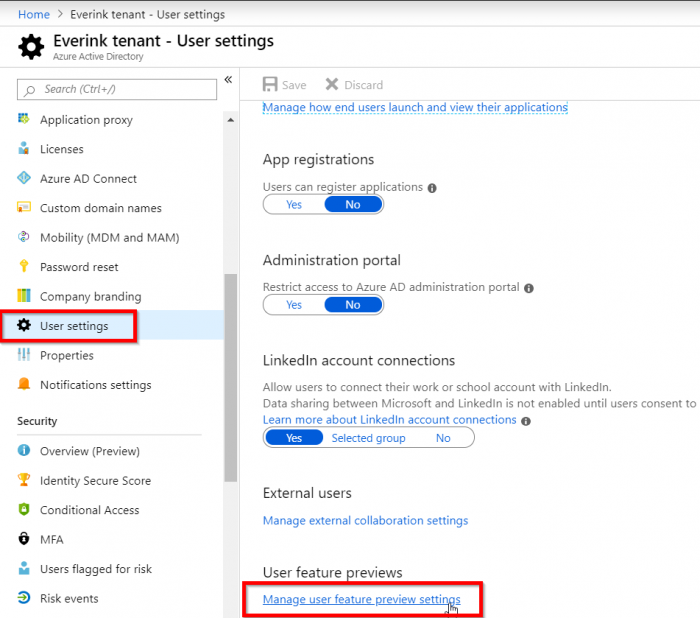 Home > Everink tenant - User settings
Everink tenant - User settings
Azure Active Directory
Search (Ctrl+/)
«
Application proxy
Licenses
Azure AD Connect
Custom domain names
Mobility (MDM and MAM)
Password reset
Company branding
User settings
Properties
Notifications settings
Security
Overview (Preview)
Identity Secure Score
Conditional Access
MFA
Users flagged for risk
Risk events
Save Discard
Manage how end users launch and view their applications
App registrations
Users can register applications
Yes No
Administration portal
Restrict access to Azure AD administration portal
Yes No
LinkedIn account connections
Allow users to connect their work or school account with LinkedIn.
Data sharing between Microsoft and LinkedIn is not enabled until users consent to
Learn more about LinkedIn account connections
Yes Selected group No
External users
Manage external collaboration settings
User feature previews
Manage user feature preview settings